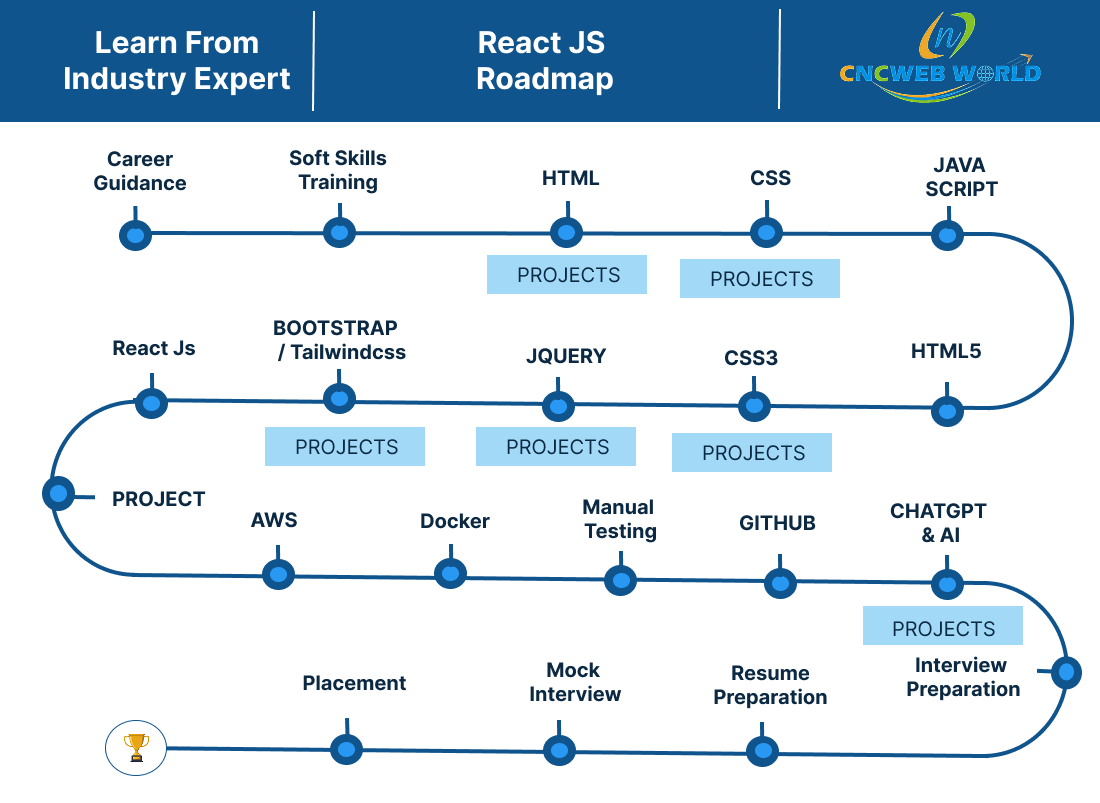 Learn From
Industry Expert
React JS
Roadmap
n
CNCWEB WORLD
Career
Guidance
Soft Skills
Training
HTML
CSS
JAVA
SCRIPT
PROJECTS
PROJECTS
HTML5
CSS3
JQUERY
BOOTSTRAP
/ Tailwindcss
React Js
PROJECTS
PROJECTS
PROJECTS
PROJECT
AWS
Docker
Manual
Testing
GITHUB
CHATGPT
& AI
PROJECTS
Interview
Preparation
Resume
Preparation
Mock
Interview
Placement